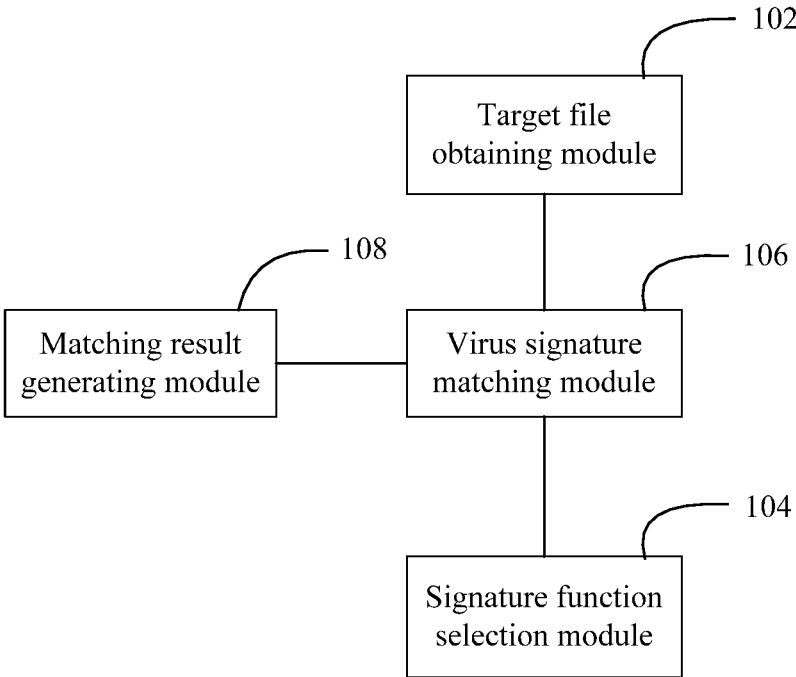 102
Target file
obtaining module
108
106
Matching result
generating module
Virus signature
matching module
104
Signature function
selection module